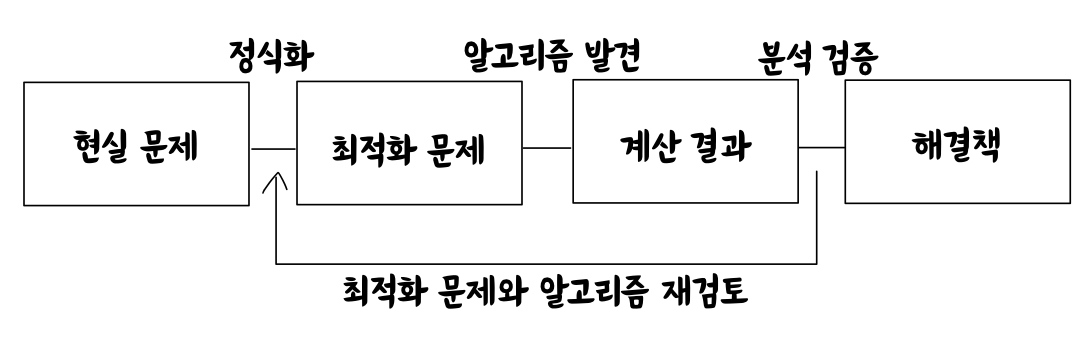 정식화 알고리즘 발견 분석 검증
현실 문제 최적화 문제 계산 결과 해결책
최적화 문제와 알고리즘 재검토